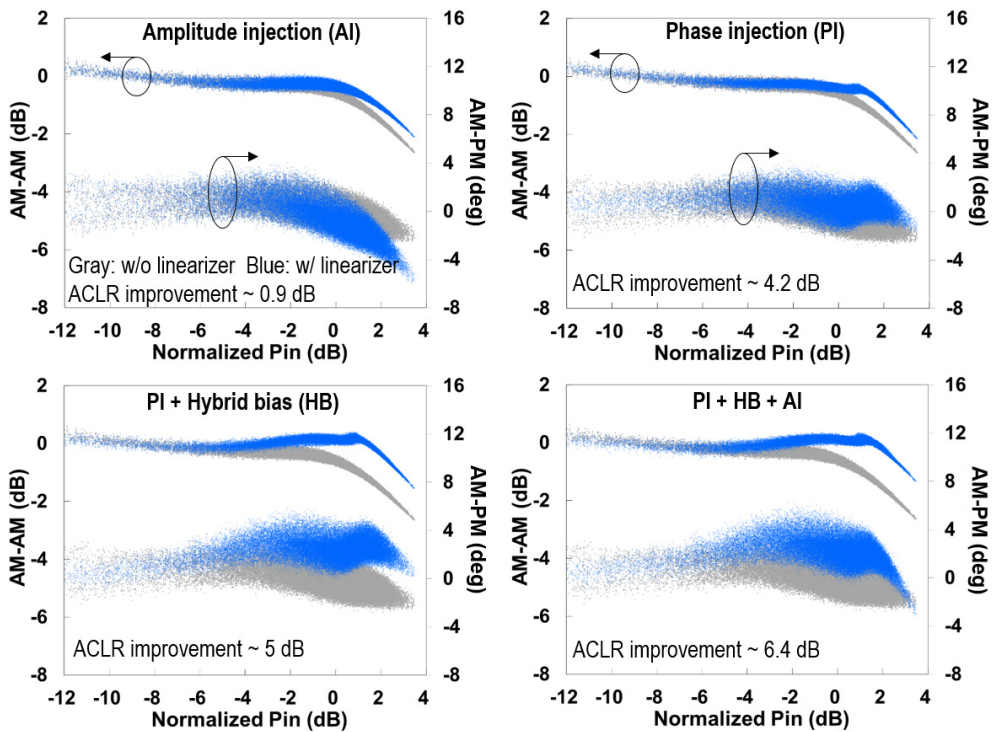 Amplitude injection (AI)
AM-AM (dB)
2
0
-2
-4
-6
-8
16
12
8
4
0
-4
-8
AM-PM (deg)
Gray: w/o linearizer Blue: w/ linearizer
ACLR improvement ~ 0.9 dB
-12 -10 -8 -6 -4 -2 0 2 4
Normalized Pin (dB)
Phase injection (PI)
AM-AM (dB)
2
0
-2
-4
-6
-8
16
12
8
4
0
-4
-8
AM-PM (deg)
ACLR improvement ~ 4.2 dB
-12 -10 -8 -6 -4 -2 0 2 4
Normalized Pin (dB)
PI + Hybrid bias (HB)
AM-AM (dB)
2
0
-2
-4
-6
-8
16
12
8
4
0
-4
-8
AM-PM (deg)
ACLR improvement ~ 5 dB
-12 -10 -8 -6 -4 -2 0 2 4
Normalized Pin (dB)
PI + HB + AI
AM-AM (dB)
2
0
-2
-4
-6
-8
16
12
8
4
0
-4
-8
AM-PM (deg)
ACLR improvement ~ 6.4 dB
-12 -10 -8 -6 -4 -2 0 2 4
Normalized Pin (dB)